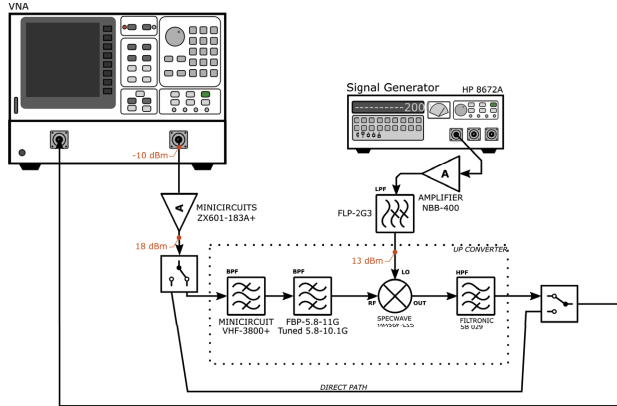 VNA
Signal Generator HP 8672A
200
-10 dBm
A
AMPLIFIER
NBB-400
LPF
FLP-2G3
A
MINICIRCUITS
ZX601-183A+
18 dBm
13 dBm
UP CONVERTER
BPF
BPF
LO
HPF
RF
OUT
MINICIRCUIT
VHF-3800+
FBP-5.8-11G
Tuned 5.8-10.1G
SPECWAVE
FILTRONIC
SB 029
DIRECT PATH